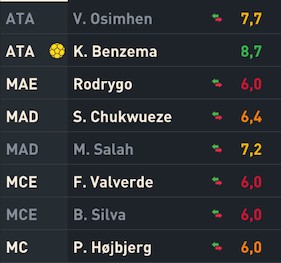 ATA V. Osimhen 7,7
ATA K. Benzema 8,7
MAE Rodrygo 6,0
MAD S. Chukwueze 6,4
MAD M. Salah 7,2
MCE F. Valverde 6,0
MCE B. Silva 6,0
MC P. Højbjerg 6,0